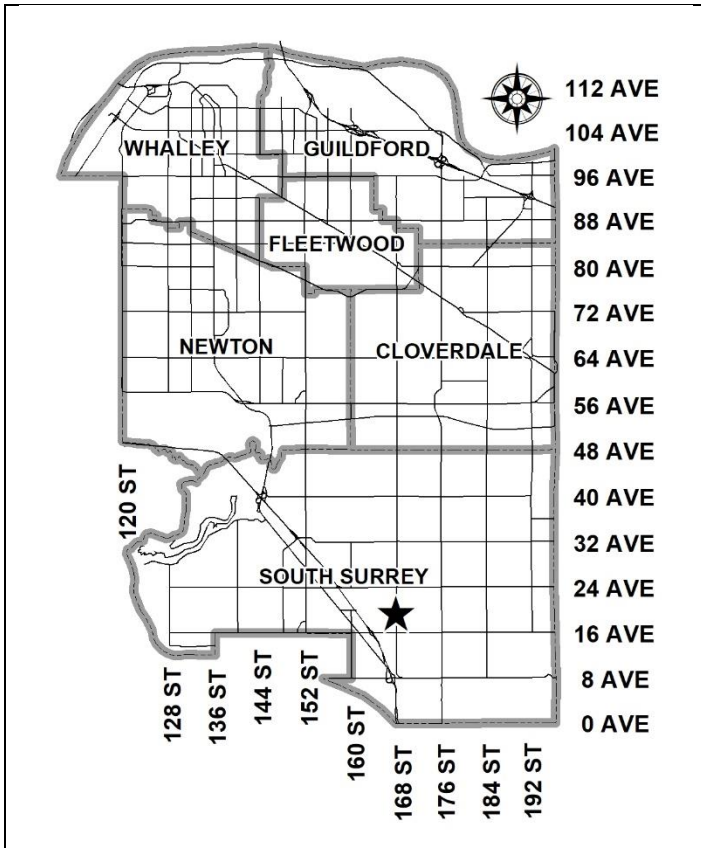 112 AVE
104 AVE
WHALLEY
GUILDFORD
96 AVE
88 AVE
FLEETWOOD
80 AVE
72 AVE
NEWTON
CLOVERDALE
64 AVE
56 AVE
48 AVE
120 ST
40 AVE
32 AVE
SOUTH SURREY
24 AVE
16 AVE
128 ST
136 ST
144 ST
152 ST
8 AVE
160 ST
0 AVE
168 ST
176 ST
184 ST
192 ST